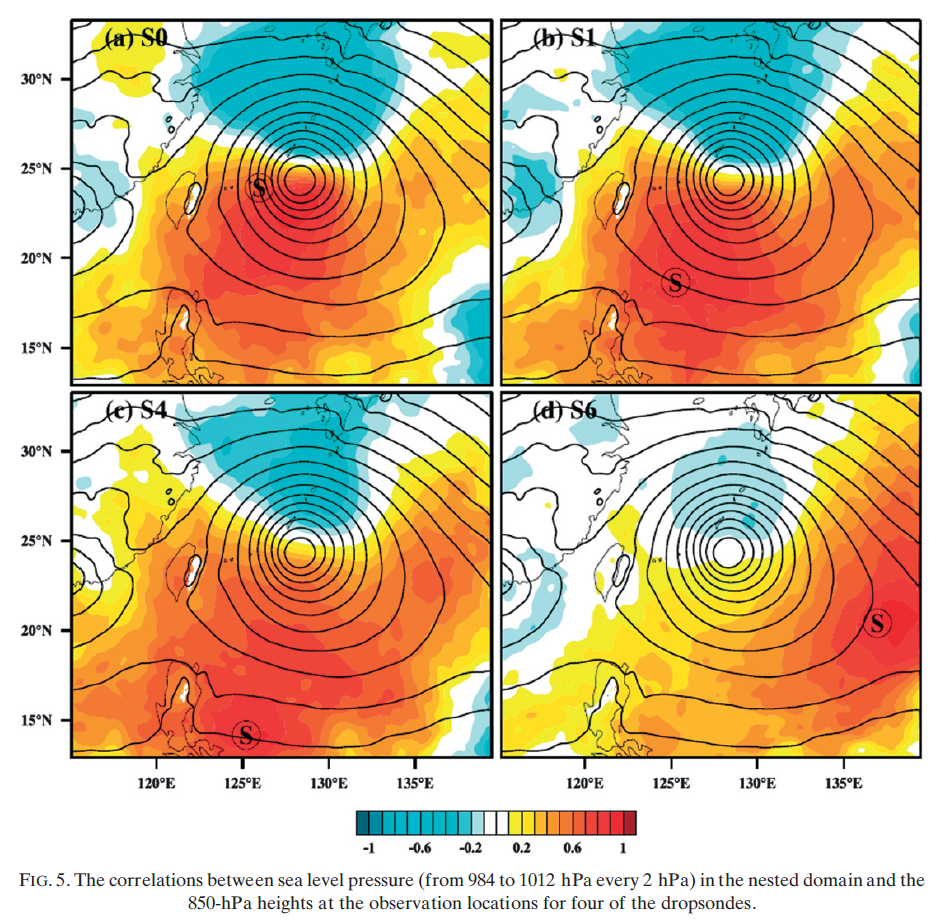 (a) S0
(b) S1
30°N
25°N
S
20°N
S
15°N
(c) S4
(d) S6
30°N
25°N
20°N
S
15°N
S
120°E 125°E 130°E 135°E 120°E 125°E 130°E 135°E
-1 -0.6 -0.2 0.2 0.6 1
FIG. 5. The correlations between sea level pressure (from 984 to 1012 hPa every 2 hPa) in the nested domain and the
850-hPa heights at the observation locations for four of the dropsondes.